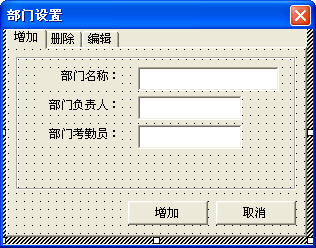 部门设置
增加 删除 编辑
部门名称：
部门负责人：
部门考勤员：
增加 取消